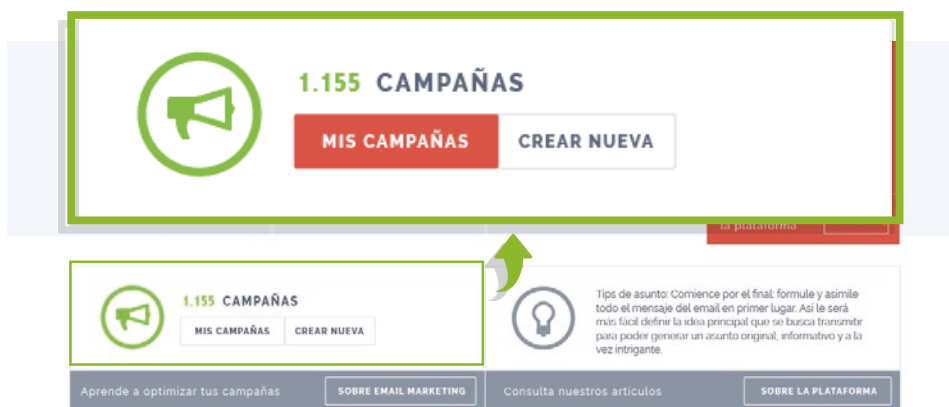 1.155 CAMPAÑAS
MIS CAMPAÑAS CREAR NUEVA
la plataforma
1.155 CAMPAÑAS
MIS CAMPAÑAS CREAR NUEVA
Tips de asunto: Comience por el final: formule y asimile
todo el mensaje del email en primer lugar. Así le será
más fácil definir la idea principal que se busca transmitir
para poder generar un asunto original, informativo y a la
vez intrigante.
Aprende a optimizar tus campañas SOBRE EMAIL MARKETING
Consulta nuestros artículos SOBRE LA PLATAFORMA